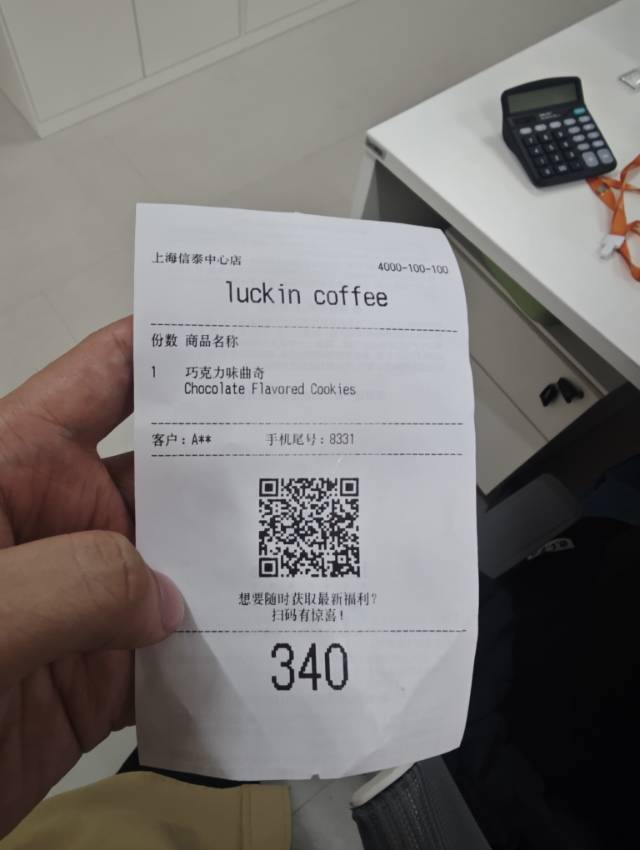 上海信泰中心店 4000-100-100
luckin coffee
份数 商品名称
1 巧克力味曲奇
Chocolate Flavored Cookies
客户：A** 手机尾号：8331
想要随时获取最新福利？
扫码有惊喜！
340